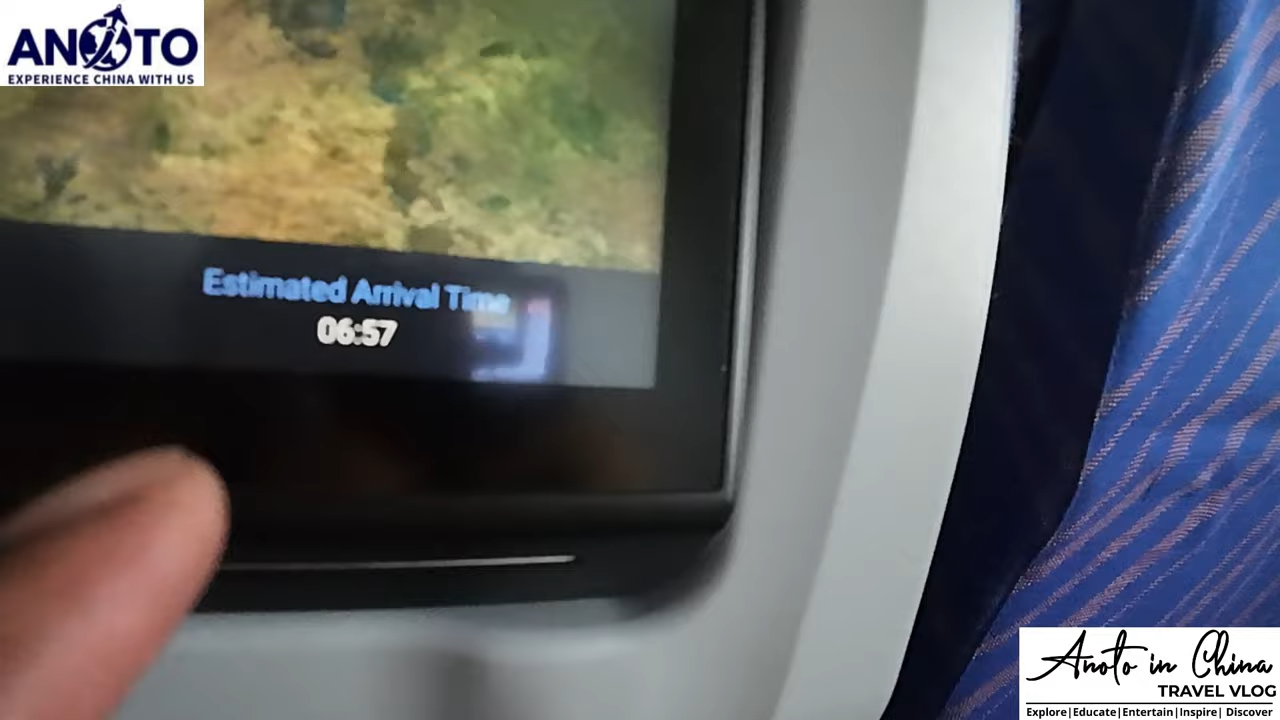 ANOTO
EXPERIENCE CHINA WITH US
Estimated Arrival Time
06:57
Anoto in China
TRAVEL VLOG
Explore|Educate|Entertain|Inspire| Discover